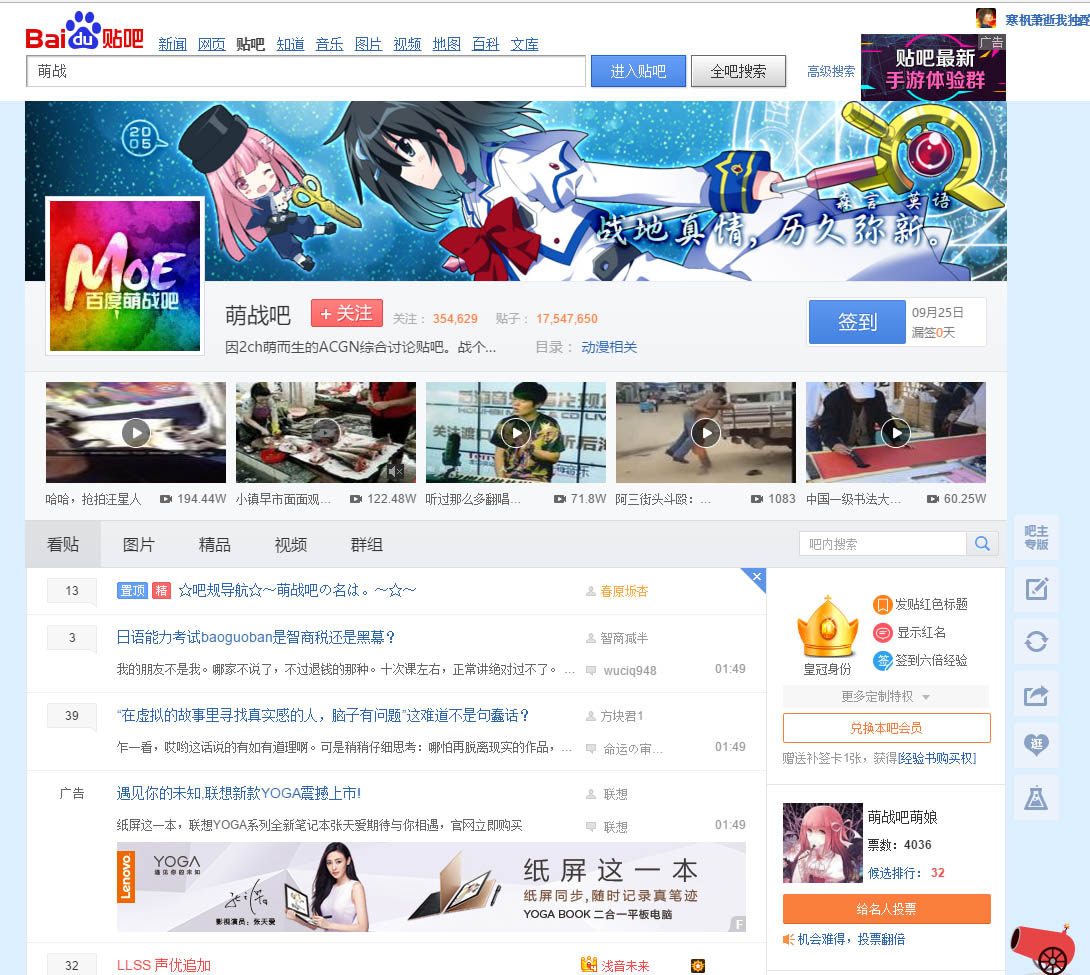 寒枫萧逝我独醉
Baidu贴吧
新闻 网页 贴吧 知道 音乐 图片 视频 地图 百科 文库
萌战
进入贴吧
全吧搜索
高级搜索
广告
贴吧最新
手游体验群
2005
森言·英语
战地真情，历久弥新。
MOE
百度萌战吧
萌战吧
+ 关注
关注： 354,629 贴子： 17,547,650
因2ch萌而生的ACGN综合讨论贴吧。战个...
目录： 动漫相关
签到
09月25日
漏签0天
哈哈，抢拍汪星人 194.44W
小镇早市面面观... 122.48W
听过那么多翻唱... 71.8W
阿三街头斗殴：... 1083
中国一级书法大... 60.25W
看贴 图片 精品 视频 群组
吧内搜索
吧主
专版
逛
13 置顶 精 ☆吧规导航☆～萌战吧の名は。～☆～ 春原坂杏
3 日语能力考试baoguoban是智商税还是黑幕？ 智商减半
我的朋友不是我。哪家不说了，不过退钱的那种。十次课左右，正常讲绝对过不了。 ... wuciq948 01:49
39 “在虚拟的故事里寻找真实感的人，脑子有问题”这难道不是句蠢话？ 方块君1
乍一看，哎哟这话说的有如有道理啊。可是稍稍仔细思考：哪怕再脱离现实的作品，... 命运の宙... 01:49
广告 遇见你的未知,联想新款YOGA震撼上市! 联想
纸屏这一本，联想YOGA系列全新笔记本张天爱期待与你相遇，官网立即购买 联想 01:49
Lenovo
YOGA
遇见你的未知
影视演员：张天爱
纸屏这一本
纸屏同步,随时记录真笔迹
YOGA BOOK 二合一平板电脑
F
32 LLSS 声优追加 浅音未来
皇冠身份
发贴红色标题
显示红名
签 签到六倍经验
更多定制特权
兑换本吧会员
赠送补签卡1张，获得[经验书购买权]
萌战吧萌娘
票数：4036
候选排行： 32
给名人投票
机会难得，投票翻倍